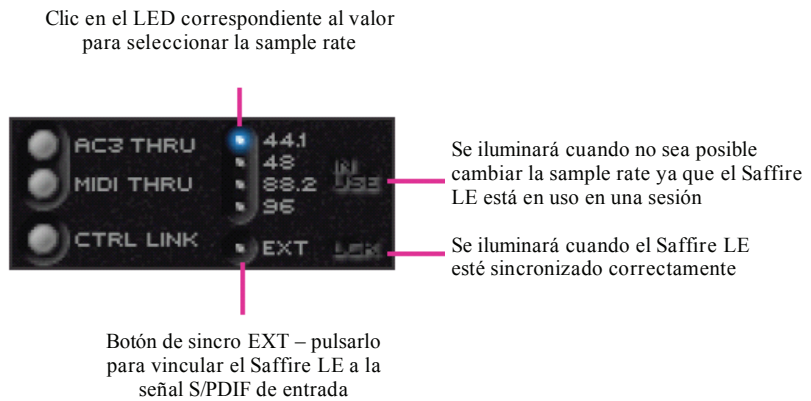 Clic en el LED correspondiente al valor
para seleccionar la sample rate
AC3 THRU
MIDI THRU
CTRL LINK
44.1
48
88.2
96
EXT
IN
USE
LCK
Se iluminará cuando no sea posible
cambiar la sample rate ya que el Saffire
LE está en uso en una sesión
Se iluminará cuando el Saffire LE
esté sincronizado correctamente
Botón de sincro EXT – pulsarlo
para vincular el Saffire LE a la
señal S/PDIF de entrada